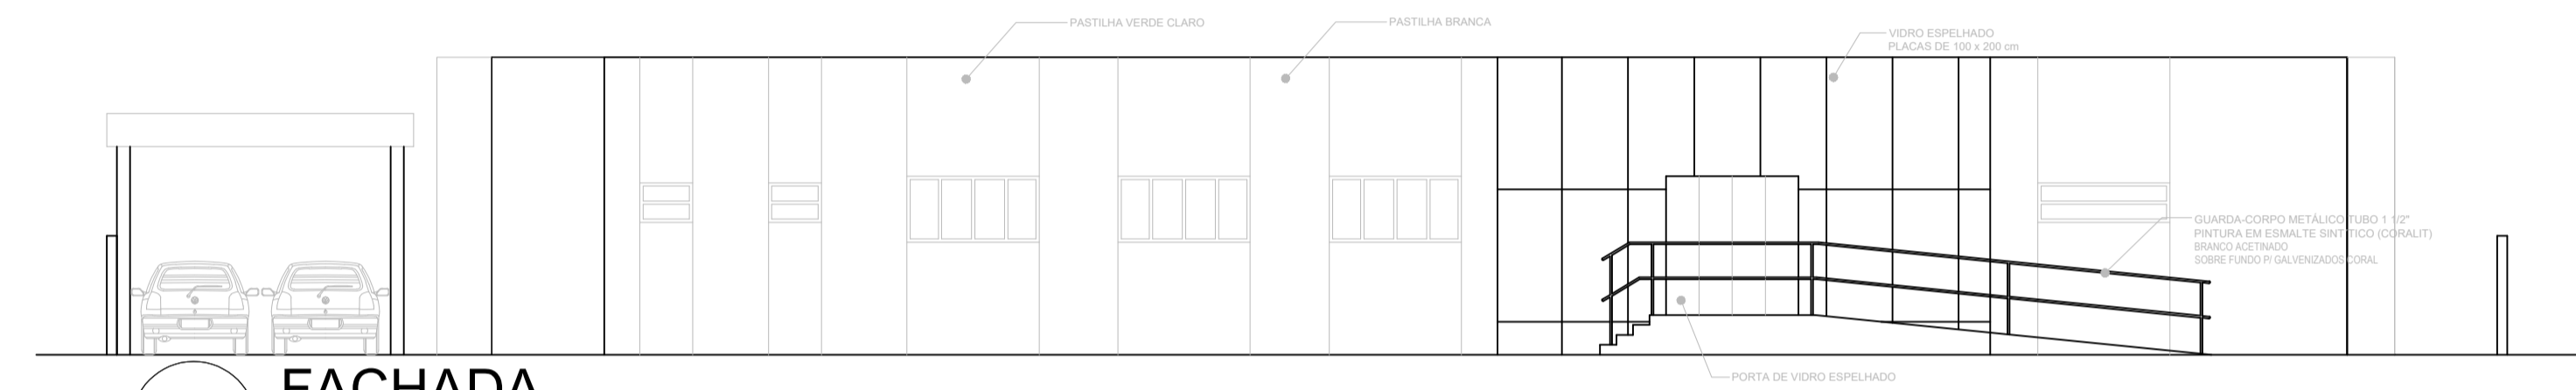 PASTILHA VERDE CLARO
PASTILHA BRANCA
VIDRO ESPELHADO
PLACAS DE 100 x 200 cm
GUARDA-CORPO METÁLICO TUBO 1 1/2"
PINTURA EM ESMALTE SINTÉTICO (CORALIT)
BRANCO ACETINADO
SOBRE FUNDO P/ GALVENIZADOS CORAL
PORTA DE VIDRO ESPELHADO
FACHADA